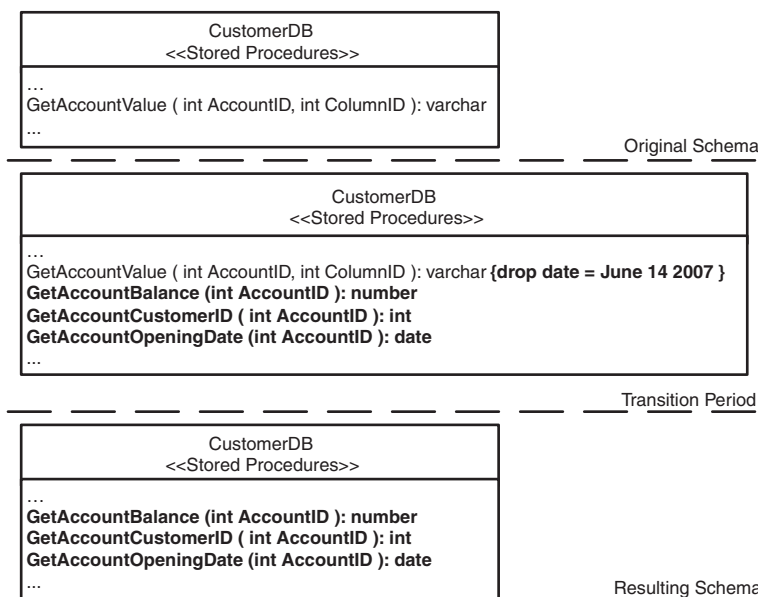 CustomerDB
<<Stored Procedures>>
…
GetAccountValue ( int AccountID, int ColumnID ): varchar
...
Original Schema
CustomerDB
<<Stored Procedures>>
…
GetAccountValue ( int AccountID, int ColumnID ): varchar {drop date = June 14 2007 }
GetAccountBalance (int AccountID ): number
GetAccountCustomerID ( int AccountID ): int
GetAccountOpeningDate (int AccountID ): date
...
Transition Period
CustomerDB
<<Stored Procedures>>
…
GetAccountBalance (int AccountID ): number
GetAccountCustomerID ( int AccountID ): int
GetAccountOpeningDate (int AccountID ): date
...
Resulting Schema